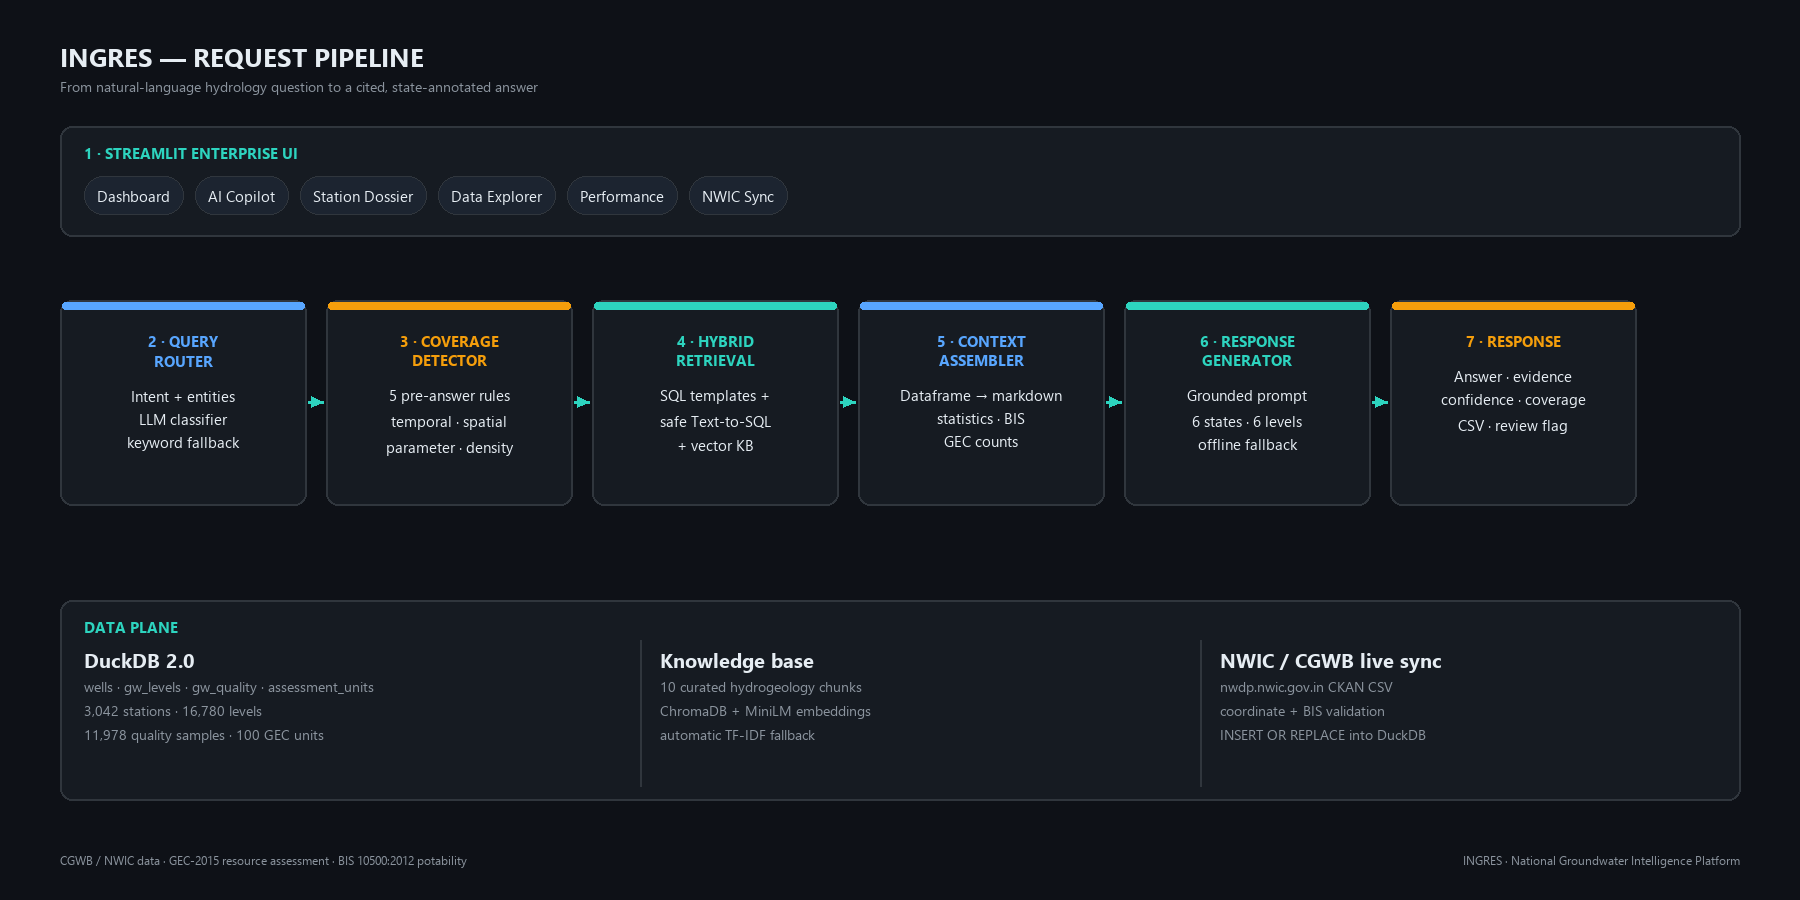 INGRES — REQUEST PIPELINE
From natural-language hydrology question to a cited, state-annotated answer
1 · STREAMLIT ENTERPRISE UI
Dashboard
AI Copilot
Station Dossier
Data Explorer
Performance
NWIC Sync
2 · QUERY
ROUTER
Intent + entities
LLM classifier
keyword fallback
3 · COVERAGE
DETECTOR
5 pre-answer rules
temporal · spatial
parameter · density
4 · HYBRID
RETRIEVAL
SQL templates +
safe Text-to-SQL
+ vector KB
5 · CONTEXT
ASSEMBLER
Dataframe → markdown
statistics · BIS
GEC counts
6 · RESPONSE
GENERATOR
Grounded prompt
6 states · 6 levels
offline fallback
7 · RESPONSE
Answer · evidence
confidence · coverage
CSV · review flag
DATA PLANE
DuckDB 2.0
wells · gw_levels · gw_quality · assessment_units
3,042 stations · 16,780 levels
11,978 quality samples · 100 GEC units
Knowledge base
10 curated hydrogeology chunks
ChromaDB + MiniLM embeddings
automatic TF-IDF fallback
NWIC / CGWB live sync
nwdp.nwic.gov.in CKAN CSV
coordinate + BIS validation
INSERT OR REPLACE into DuckDB
CGWB / NWIC data · GEC-2015 resource assessment · BIS 10500:2012 potability
INGRES · National Groundwater Intelligence Platform